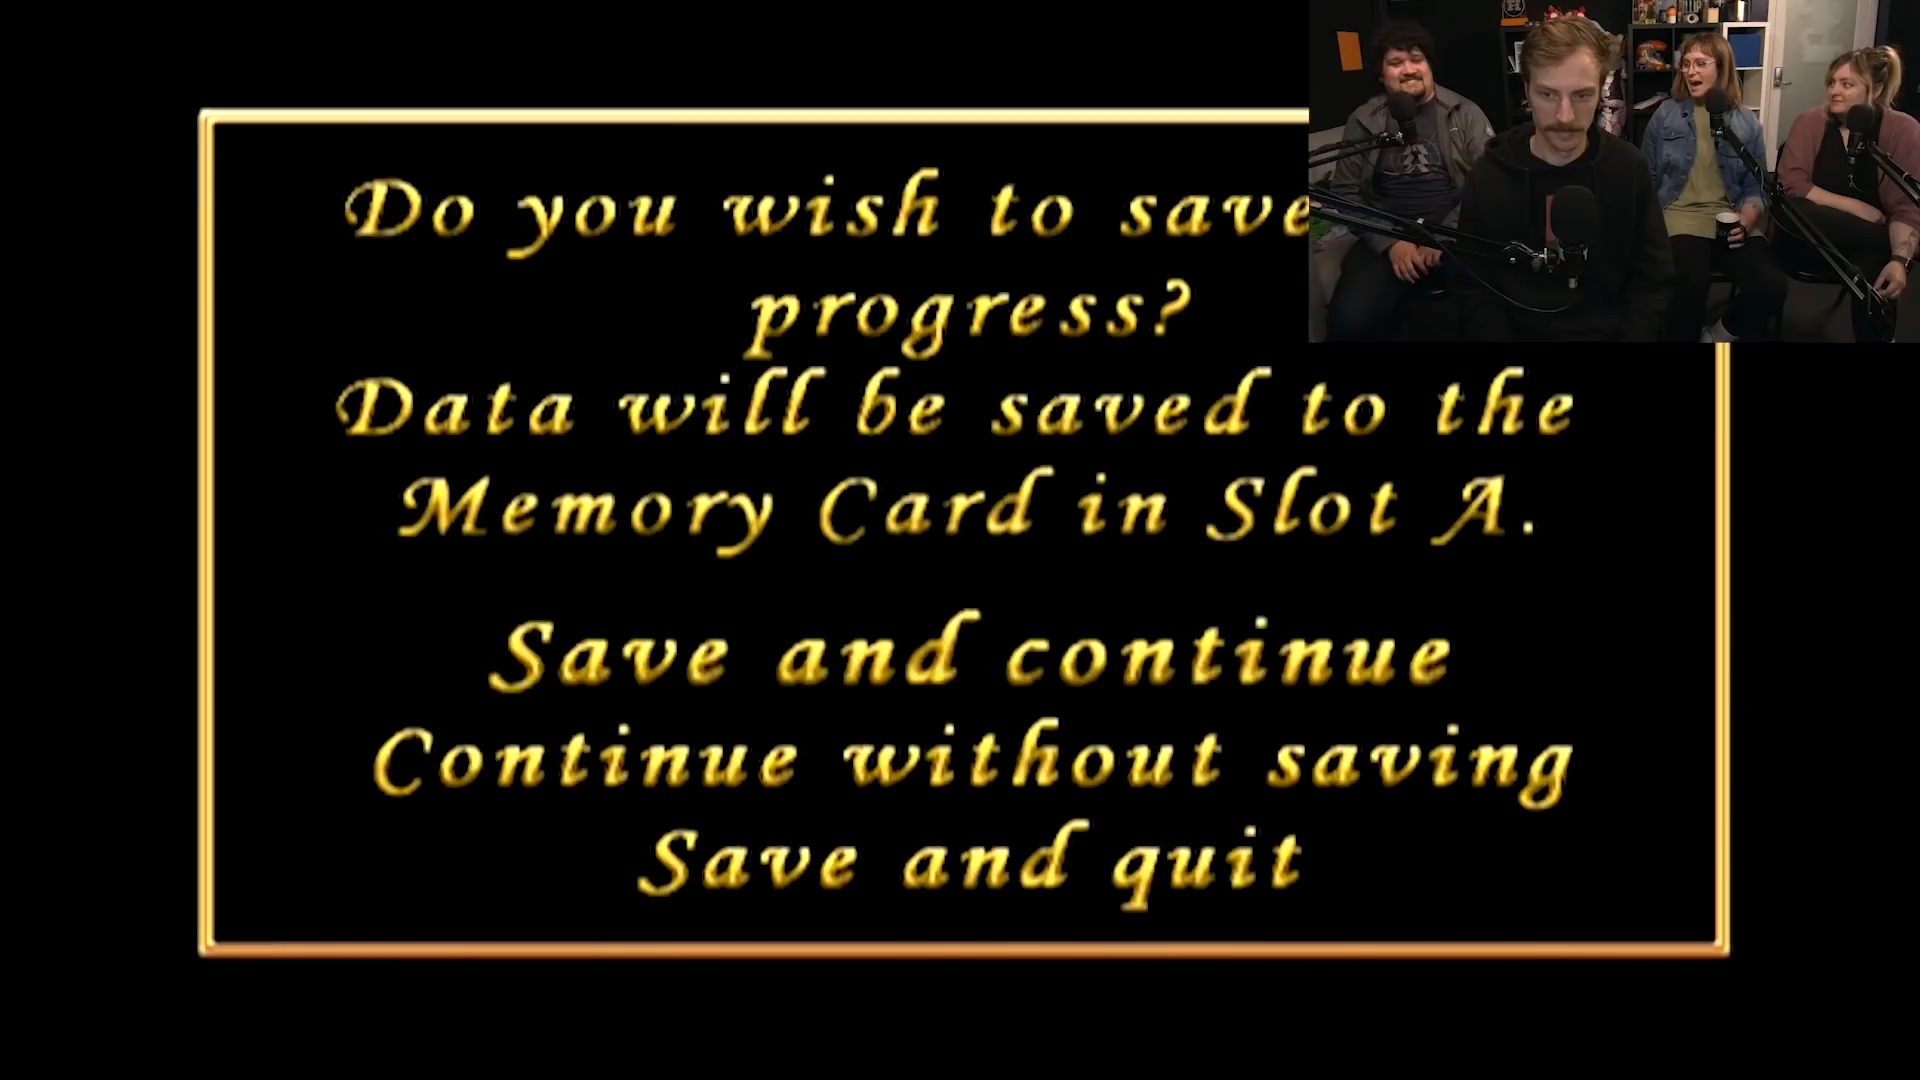 Do you wish to save
progress?
Data will be saved to the
Memory Card in Slot A.
Save and continue
Continue without saving
Save and quit